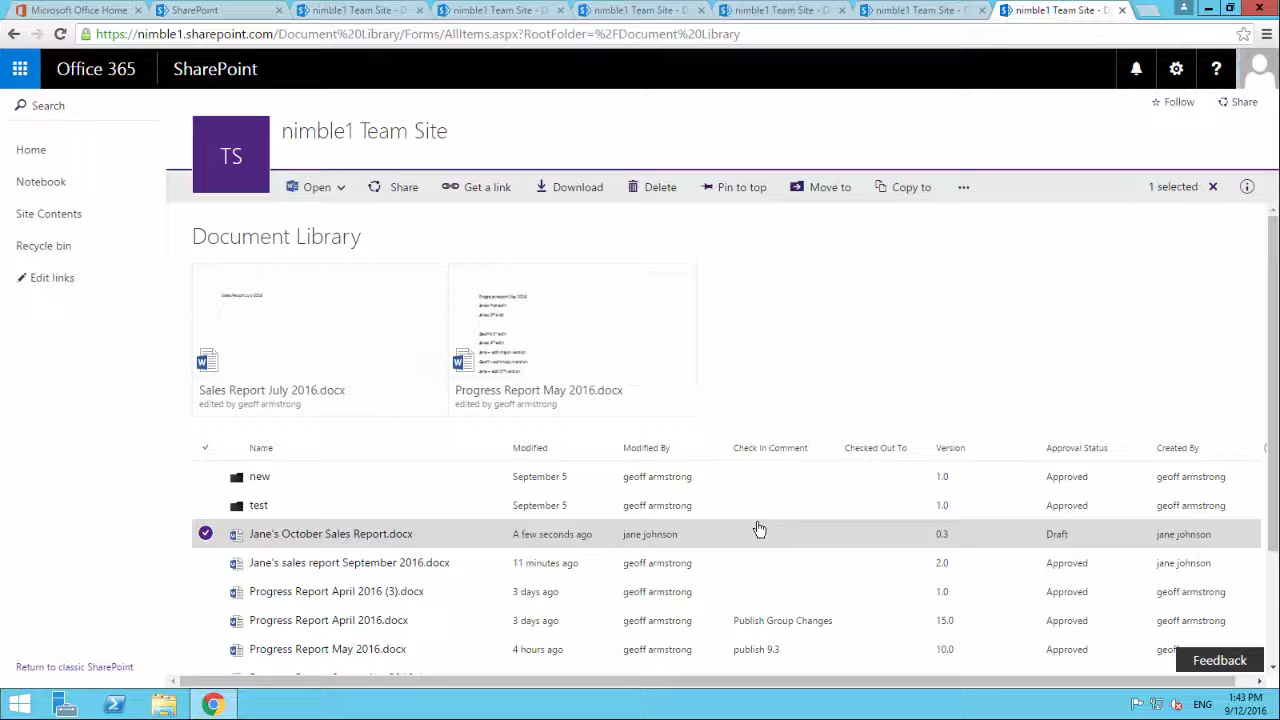 Microsoft Office Home
SharePoint
nimble1 Team Site - D
nimble1 Team Site - D
nimble1 Team Site - D
nimble1 Team Site - D
nimble1 Team Site - D
nimble1 Team Site - D
https://nimble1.sharepoint.com/Document%20Library/Forms/AllItems.aspx?RootFolder=%2FDocument%20Library
Office 365 SharePoint ?
Search Follow Share
Home
Notebook
Site Contents
Recycle bin
Edit links
Return to classic SharePoint
TS nimble1 Team Site
Open Share Get a link Download Delete Pin to top Move to Copy to ... 1 selected
Document Library
Sales Report July 2016
Sales Report July 2016.docx
edited by geoff armstrong
Progress report May 2016
Progress Report May 2016.docx
edited by geoff armstrong
Name Modified Modified By Check In Comment Checked Out To Version Approval Status Created By
new September 5 geoff armstrong 1.0 Approved geoff armstrong
test September 5 geoff armstrong 1.0 Approved geoff armstrong
Jane's October Sales Report.docx A few seconds ago jane johnson 0.3 Draft jane johnson
Jane's sales report September 2016.docx 11 minutes ago geoff armstrong 2.0 Approved jane johnson
Progress Report April 2016 (3).docx 3 days ago geoff armstrong 1.0 Approved geoff armstrong
Progress Report April 2016.docx 3 days ago geoff armstrong Publish Group Changes 15.0 Approved geoff armstrong
Progress Report May 2016.docx 4 hours ago geoff armstrong publish 9.3 10.0 Approved geoff armstrong
Feedback
ENG 1:43 PM
9/12/2016